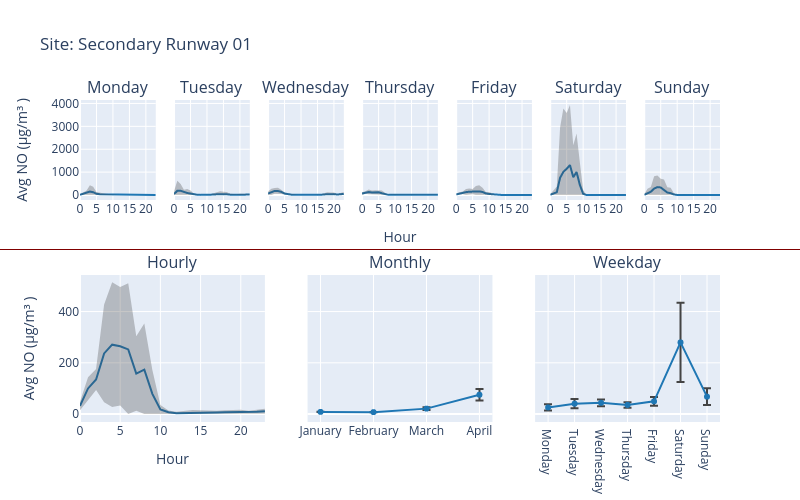 Site: Secondary Runway 01
Monday Tuesday Wednesday Thursday Friday Saturday Sunday
Avg NO (µg/m³ )
4000
3000
2000
1000
0
0 5 10 15 20 0 5 10 15 20 0 5 10 15 20 0 5 10 15 20 0 5 10 15 20 0 5 10 15 20 0 5 10 15 20
Hour
Hourly Monthly Weekday
Avg NO (µg/m³ )
400
200
0
0 5 10 15 20
Hour
January February March April
Monday
Tuesday
Wednesday
Thursday
Friday
Saturday
Sunday